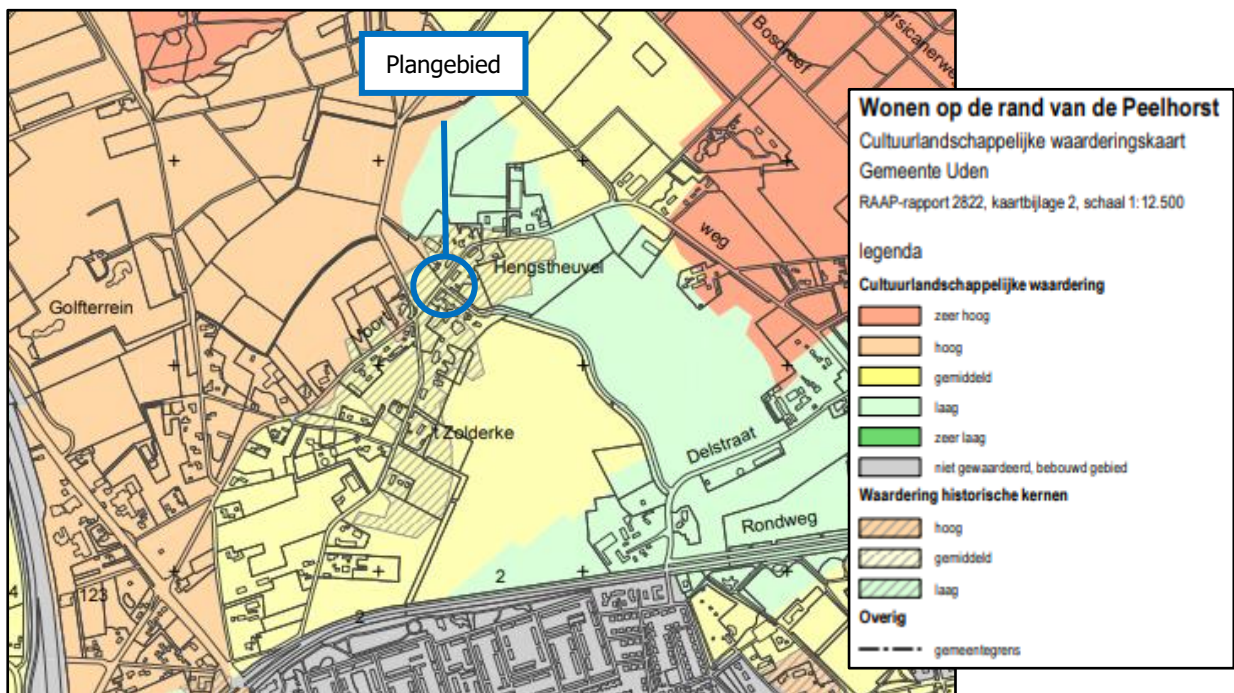 Plangebied
Bosdreef
weg
Hengstheuvel
Golfterrein
Voort
't Zolderke
Delstraat
Rondweg
2
2
123
4
Wonen op de rand van de Peelhorst
Cultuurlandschappelijke waarderingskaart
Gemeente Uden
RAAP-rapport 2822, kaartbijlage 2, schaal 1:12.500
legenda
Cultuurlandschappelijke waardering
zeer hoog
hoog
gemiddeld
laag
zeer laag
niet gewaardeerd, bebouwd gebied
Waardering historische kernen
hoog
gemiddeld
laag
Overig
gemeentegrens